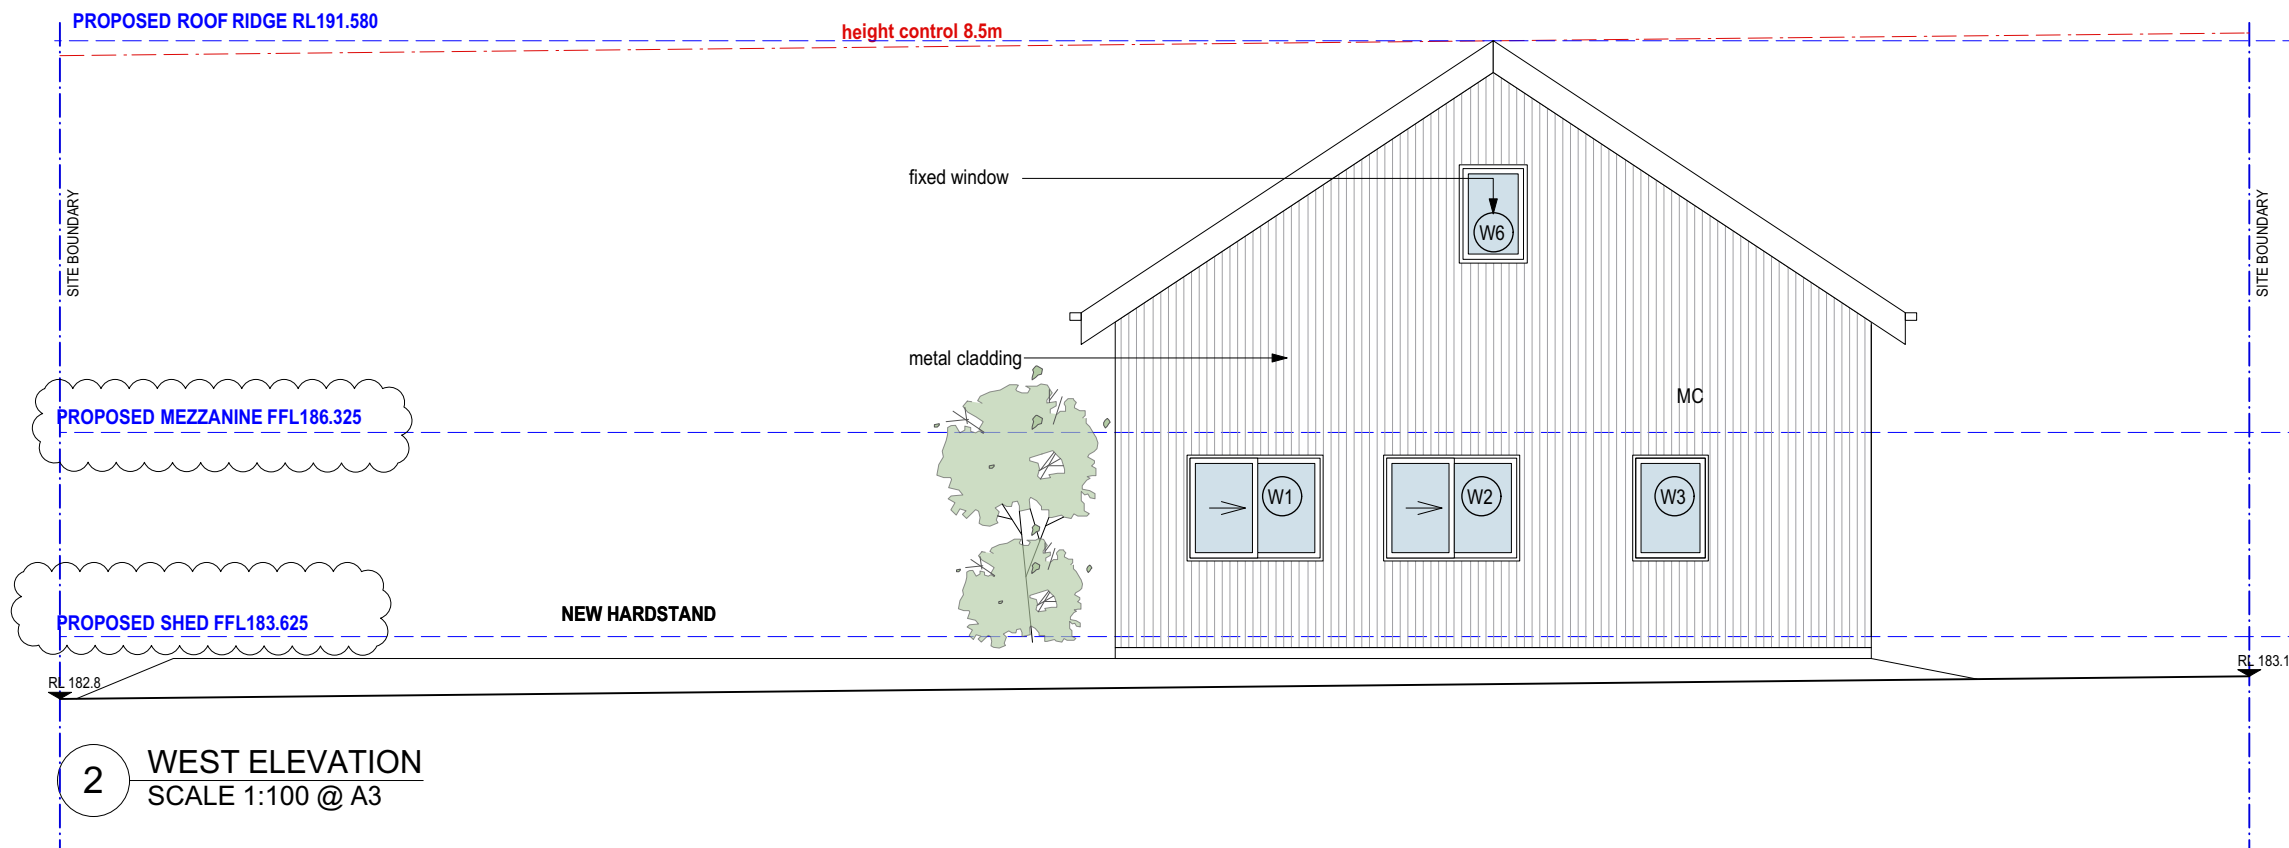 PROPOSED ROOF RIDGE RL191.580
height control 8.5m
SITE BOUNDARY
SITE BOUNDARY
fixed window
W6
metal cladding
MC
PROPOSED MEZZANINE FFL186.325
W1
W2
W3
NEW HARDSTAND
PROPOSED SHED FFL183.625
RL 182.8
RL 183.1
2
WEST ELEVATION
SCALE 1:100 @ A3